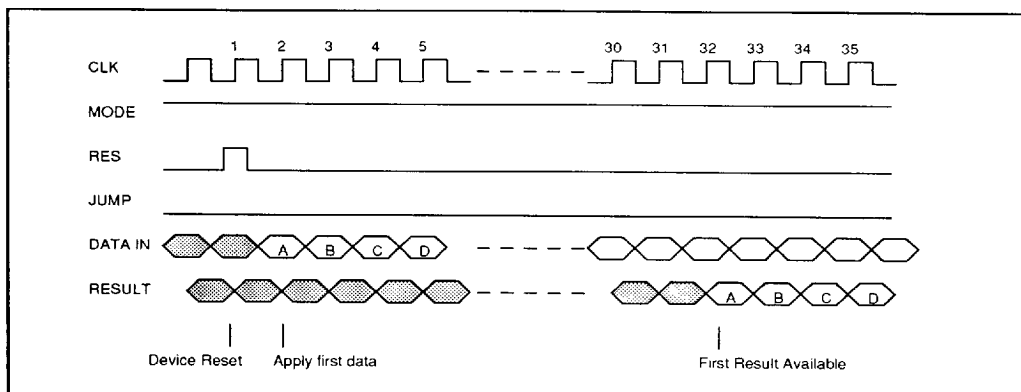 1 2 3 4 5 30 31 32 33 34 35
CLK
MODE
RES
JUMP
DATA IN A B C D
RESULT A B C D
Device Reset Apply first data First Result Available